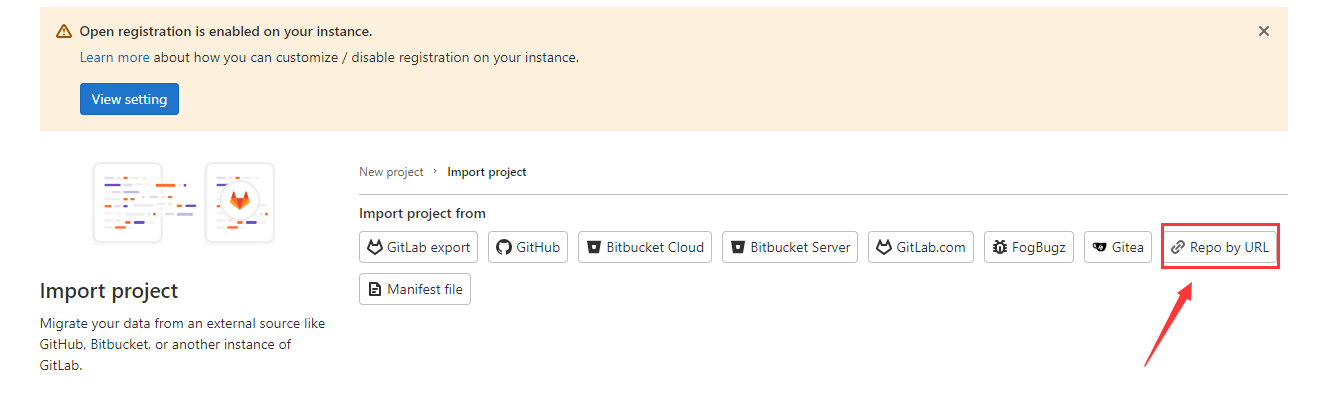 Open registration is enabled on your instance.
Learn more about how you can customize / disable registration on your instance.
View setting
New project › Import project
Import project from
GitLab export GitHub Bitbucket Cloud Bitbucket Server GitLab.com FogBugz Gitea Repo by URL
Manifest file
Import project
Migrate your data from an external source like
GitHub, Bitbucket, or another instance of
GitLab.